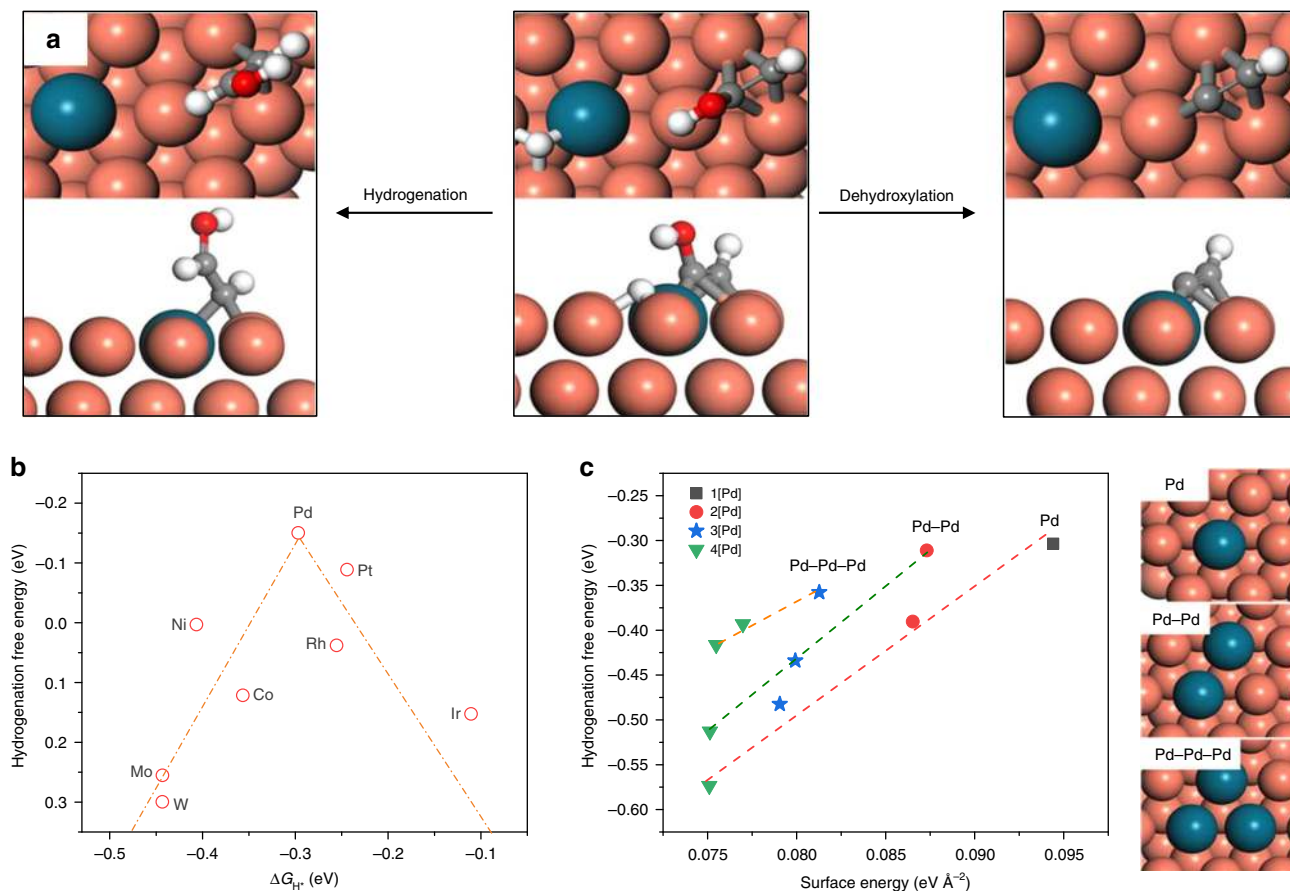 a
Hydrogenation
Dehydroxylation
b
Hydrogenation free energy (eV)
–0.2
–0.1
0.0
0.1
0.2
0.3
Pd
Pt
Ni
Rh
Co
Ir
Mo
W
–0.5
–0.4
–0.3
–0.2
–0.1
ΔG_H* (eV)
c
Hydrogenation free energy (eV)
–0.25
–0.30
–0.35
–0.40
–0.45
–0.50
–0.55
–0.60
1[Pd]
2[Pd]
3[Pd]
4[Pd]
Pd–Pd–Pd
Pd–Pd
Pd
0.075
0.080
0.085
0.090
0.095
Surface energy (eV Å⁻²)
Pd
Pd–Pd
Pd–Pd–Pd